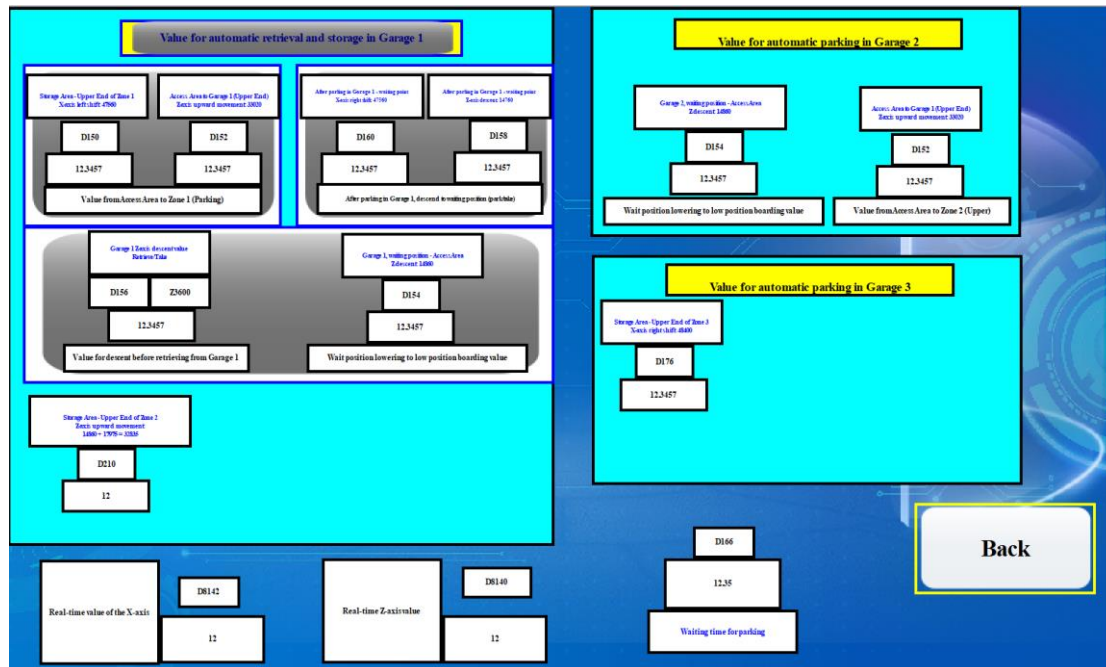 Value for automatic retrieval and storage in Garage 1
Storage Area - Upper End of Zone 1
X-axis left shift: 47960
Access Area to Garage 1 (Upper End)
Z-axis upward movement: 33020
After parking in Garage 1 - waiting point
X-axis right shift:
After parking in Garage 1 - waiting point
X-axis descent: 14760
D150
D152
D160
D158
12.3457
12.3457
12.3457
12.3457
Value from Access Area to Zone 1 (Parking)
After parking in Garage 1, descend to waiting position (park/take)
Garage 1 Z-axis descent value
Retrieve/Take
Garage 1, waiting position - Access Area
Z descent: 14860
D156
Z3600
D154
12.3457
12.3457
Value for descent before retrieving from Garage 1
Wait position lowering to low position boarding value
Storage Area - Upper End of Zone 2
Z-axis upward movement:
14860 + 17975 = 32835
D210
12
Value for automatic parking in Garage 2
Garage 2, waiting position - Access Area
Z descent: 14860
Access Area to Garage 1 (Upper End)
Z-axis upward movement: 33020
D154
D152
12.3457
12.3457
Wait position lowering to low position boarding value
Value from Access Area to Zone 2 (Upper)
Value for automatic parking in Garage 3
Storage Area - Upper End of Zone 3
X-axis right shift: 48400
D176
12.3457
Back
Real-time value of the X-axis
D8142
12
Real-time Z-axis value
D8140
12
D166
12.35
Waiting time for parking